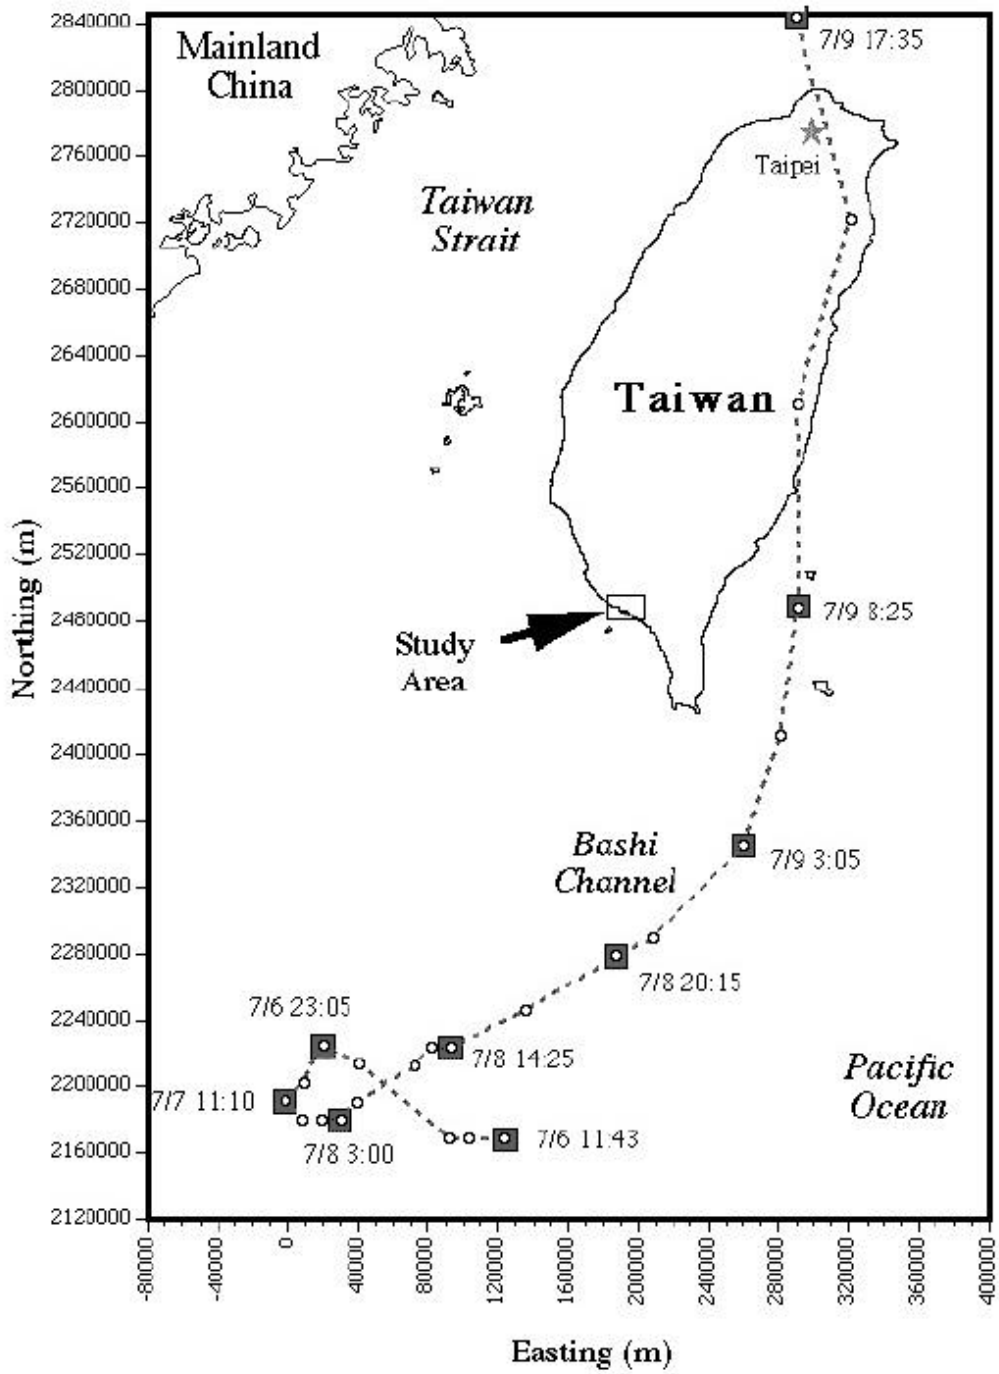 2840000
2800000
2760000
2720000
2680000
2640000
2600000
2560000
2520000
2480000
2440000
2400000
2360000
2320000
2280000
2240000
2200000
2160000
2120000
Northing (m)
Mainland
China
7/9 17:35
Taipei
Taiwan
Strait
Taiwan
7/9 8:25
Study
Area
Bashi
Channel
7/9 3:05
7/8 20:15
7/6 23:05
7/8 14:25
7/7 11:10
7/8 3:00
7/6 11:43
Pacific
Ocean
-80000
-40000
0
40000
80000
120000
160000
200000
240000
280000
320000
360000
400000
Easting (m)